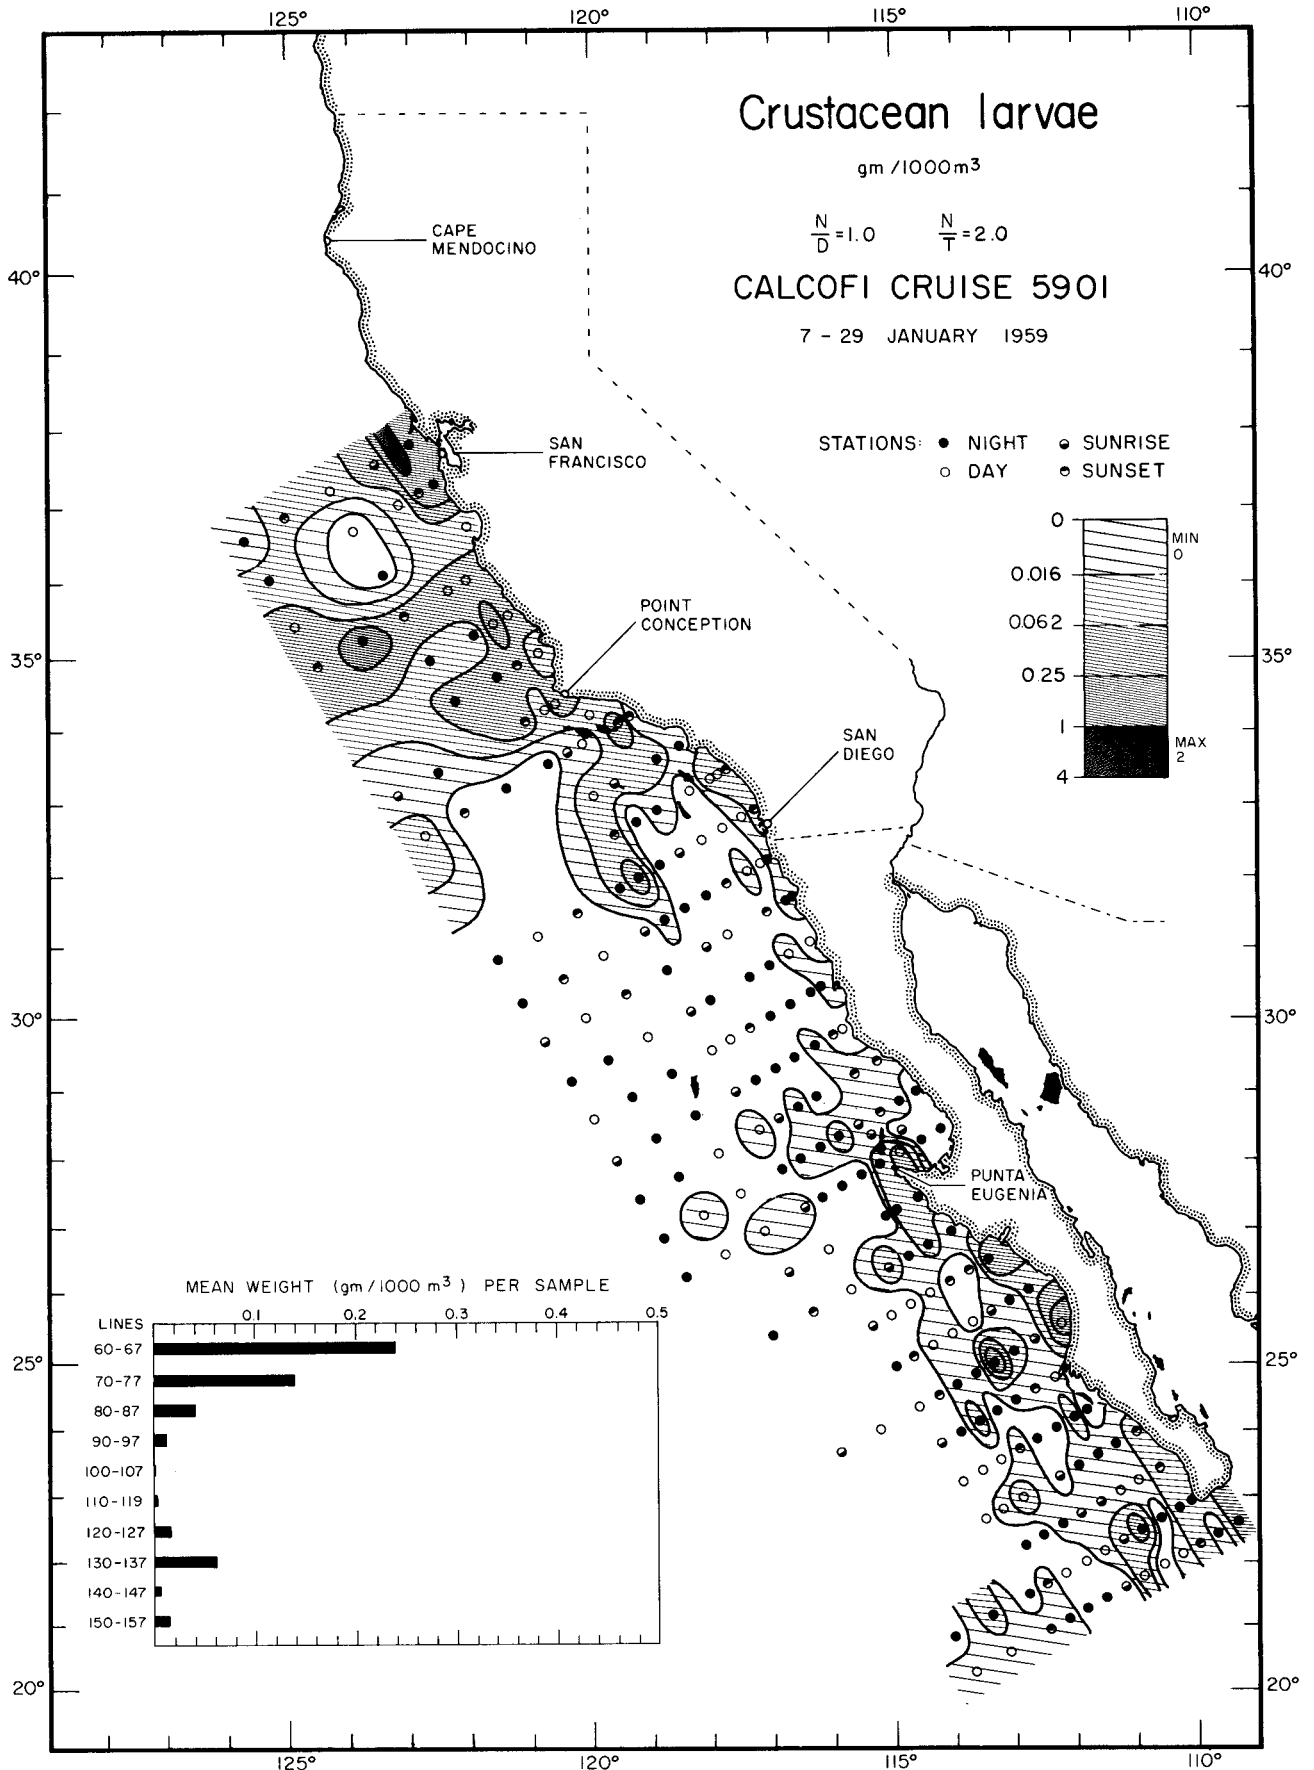 125° 120° 115° 110°
Crustacean larvae
gm/1000m³
N/D=1.0 N/T=2.0
CALCOFI CRUISE 5901
7-29 JANUARY 1959
CAPE
MENDOCINO
40° 40°
STATIONS: ● NIGHT SUNRISE
○ DAY SUNSET
SAN
FRANCISCO
0
MIN
0
0.016
0.062
0.25
1
MAX
2
4
POINT
CONCEPTION
35° 35°
SAN
DIEGO
30° 30°
PUNTA
EUGENIA
MEAN WEIGHT (gm/1000 m³) PER SAMPLE
LINES 0.1 0.2 0.3 0.4 0.5
60-67
25° 25°
70-77
80-87
90-97
100-107
110-119
120-127
130-137
140-147
150-157
20° 20°
125° 120° 115° 110°